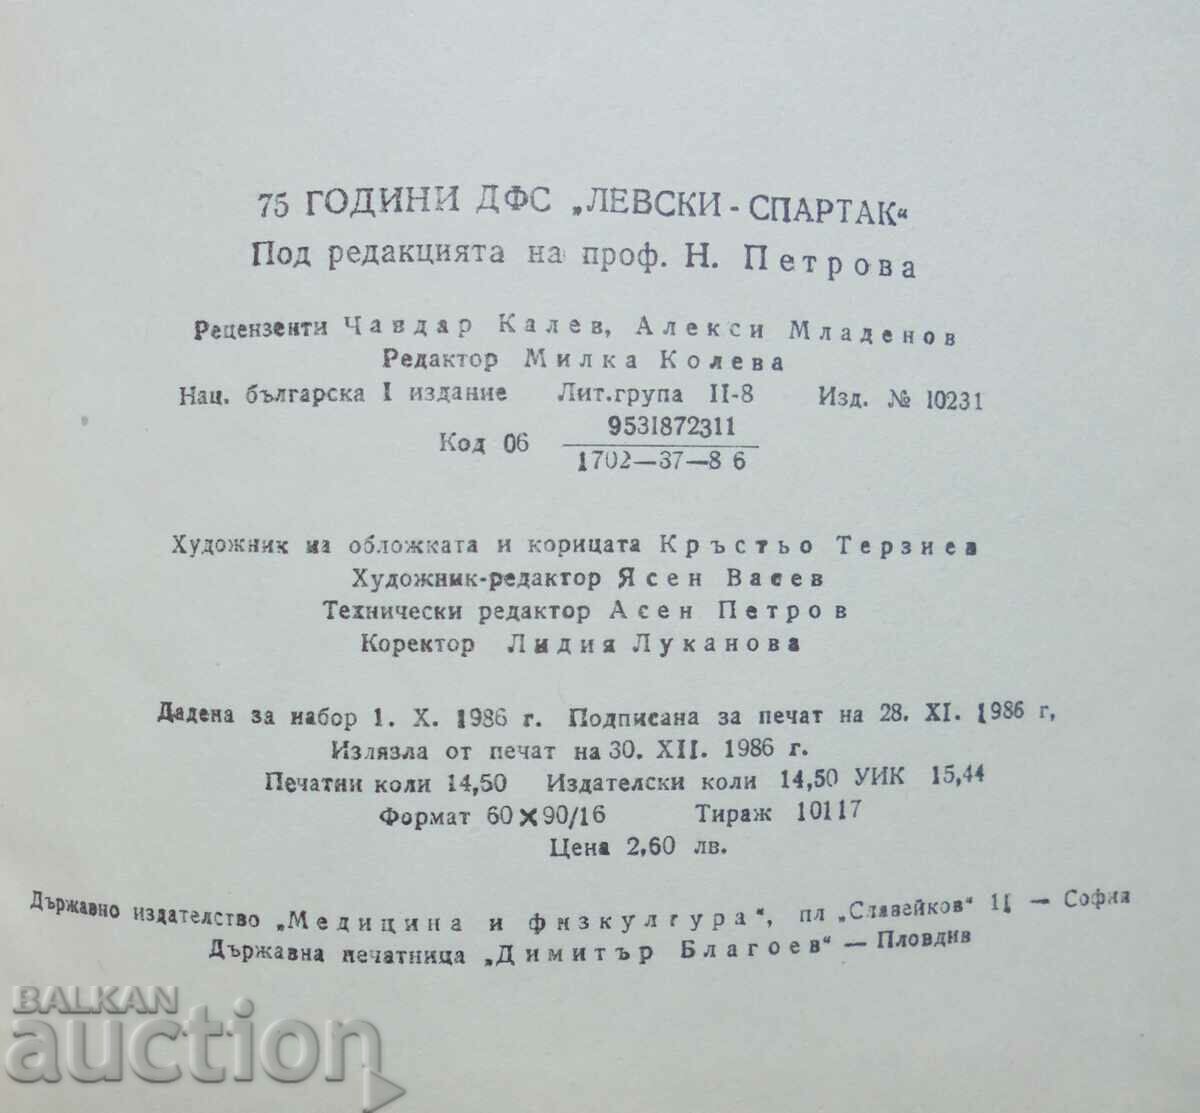 75 ГОДИНИ ДФС „ЛЕВСКИ - СПАРТАК“
Под редакцията на проф. Н. Петрова
Рецензенти Чавдар Калев, Алекси Младенов
Редактор Милка Колева
Нац. българска I издание Лит.група II-8 Изд. № 10231
Код 06 9531872311
1702—37—86
Художник на обложката и корицата Кръстьо Терзиев
Художник-редактор Ясен Васев
Технически редактор Асен Петров
Коректор Лидия Луканова
Дадена за набор 1. X. 1986 г. Подписана за печат на 28. XI. 1986 г,
Излязла от печат на 30. XII. 1986 г.
Печатни коли 14,50 Издателски коли 14,50 УИК 15,44
Формат 60×90/16 Тираж 10117
Цена 2,60 лв.
Държавно издателство „Медицина и физкултура“, пл „Славейков“ 11 — София
Държавна печатница „Димитър Благоев“ — Пловдив
BALKAN
auction